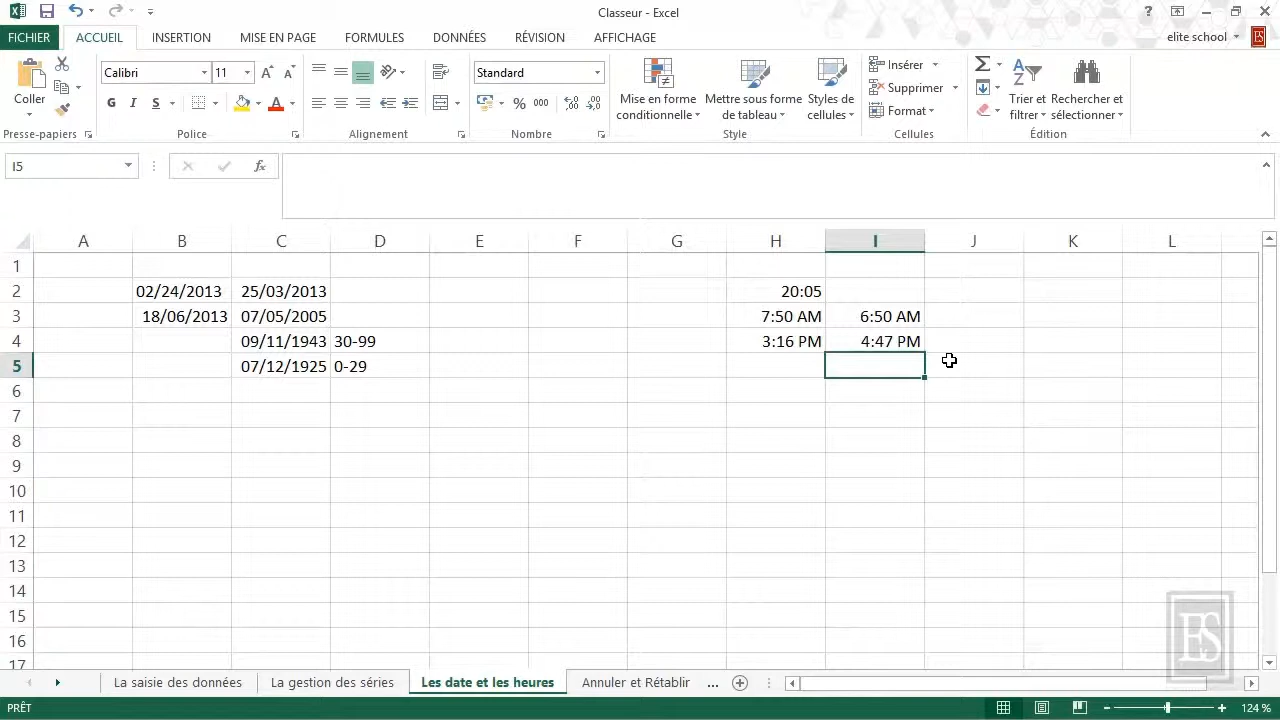 Classeur - Excel
FICHIER ACCUEIL INSERTION MISE EN PAGE FORMULES DONNÉES RÉVISION AFFICHAGE elite school
Coller
Presse-papiers
Calibri 11
G I S
Police
Alignement
Standard
% 000
Nombre
Mise en forme conditionnelle
Mettre sous forme de tableau
Styles de cellules
Style
Insérer
Supprimer
Format
Cellules
Trier et filtrer
Rechercher et sélectionner
Édition
I5 fx
A B C D E F G H I J K L
1
2 02/24/2013 25/03/2013 20:05
3 18/06/2013 07/05/2005 7:50 AM 6:50 AM
4 09/11/1943 30-99 3:16 PM 4:47 PM
5 07/12/1925 0-29
6
7
8
9
10
11
12
13
14
15
16
17
ES
La saisie des données La gestion des séries Les date et les heures Annuler et Rétablir ...
PRÊT 124 %